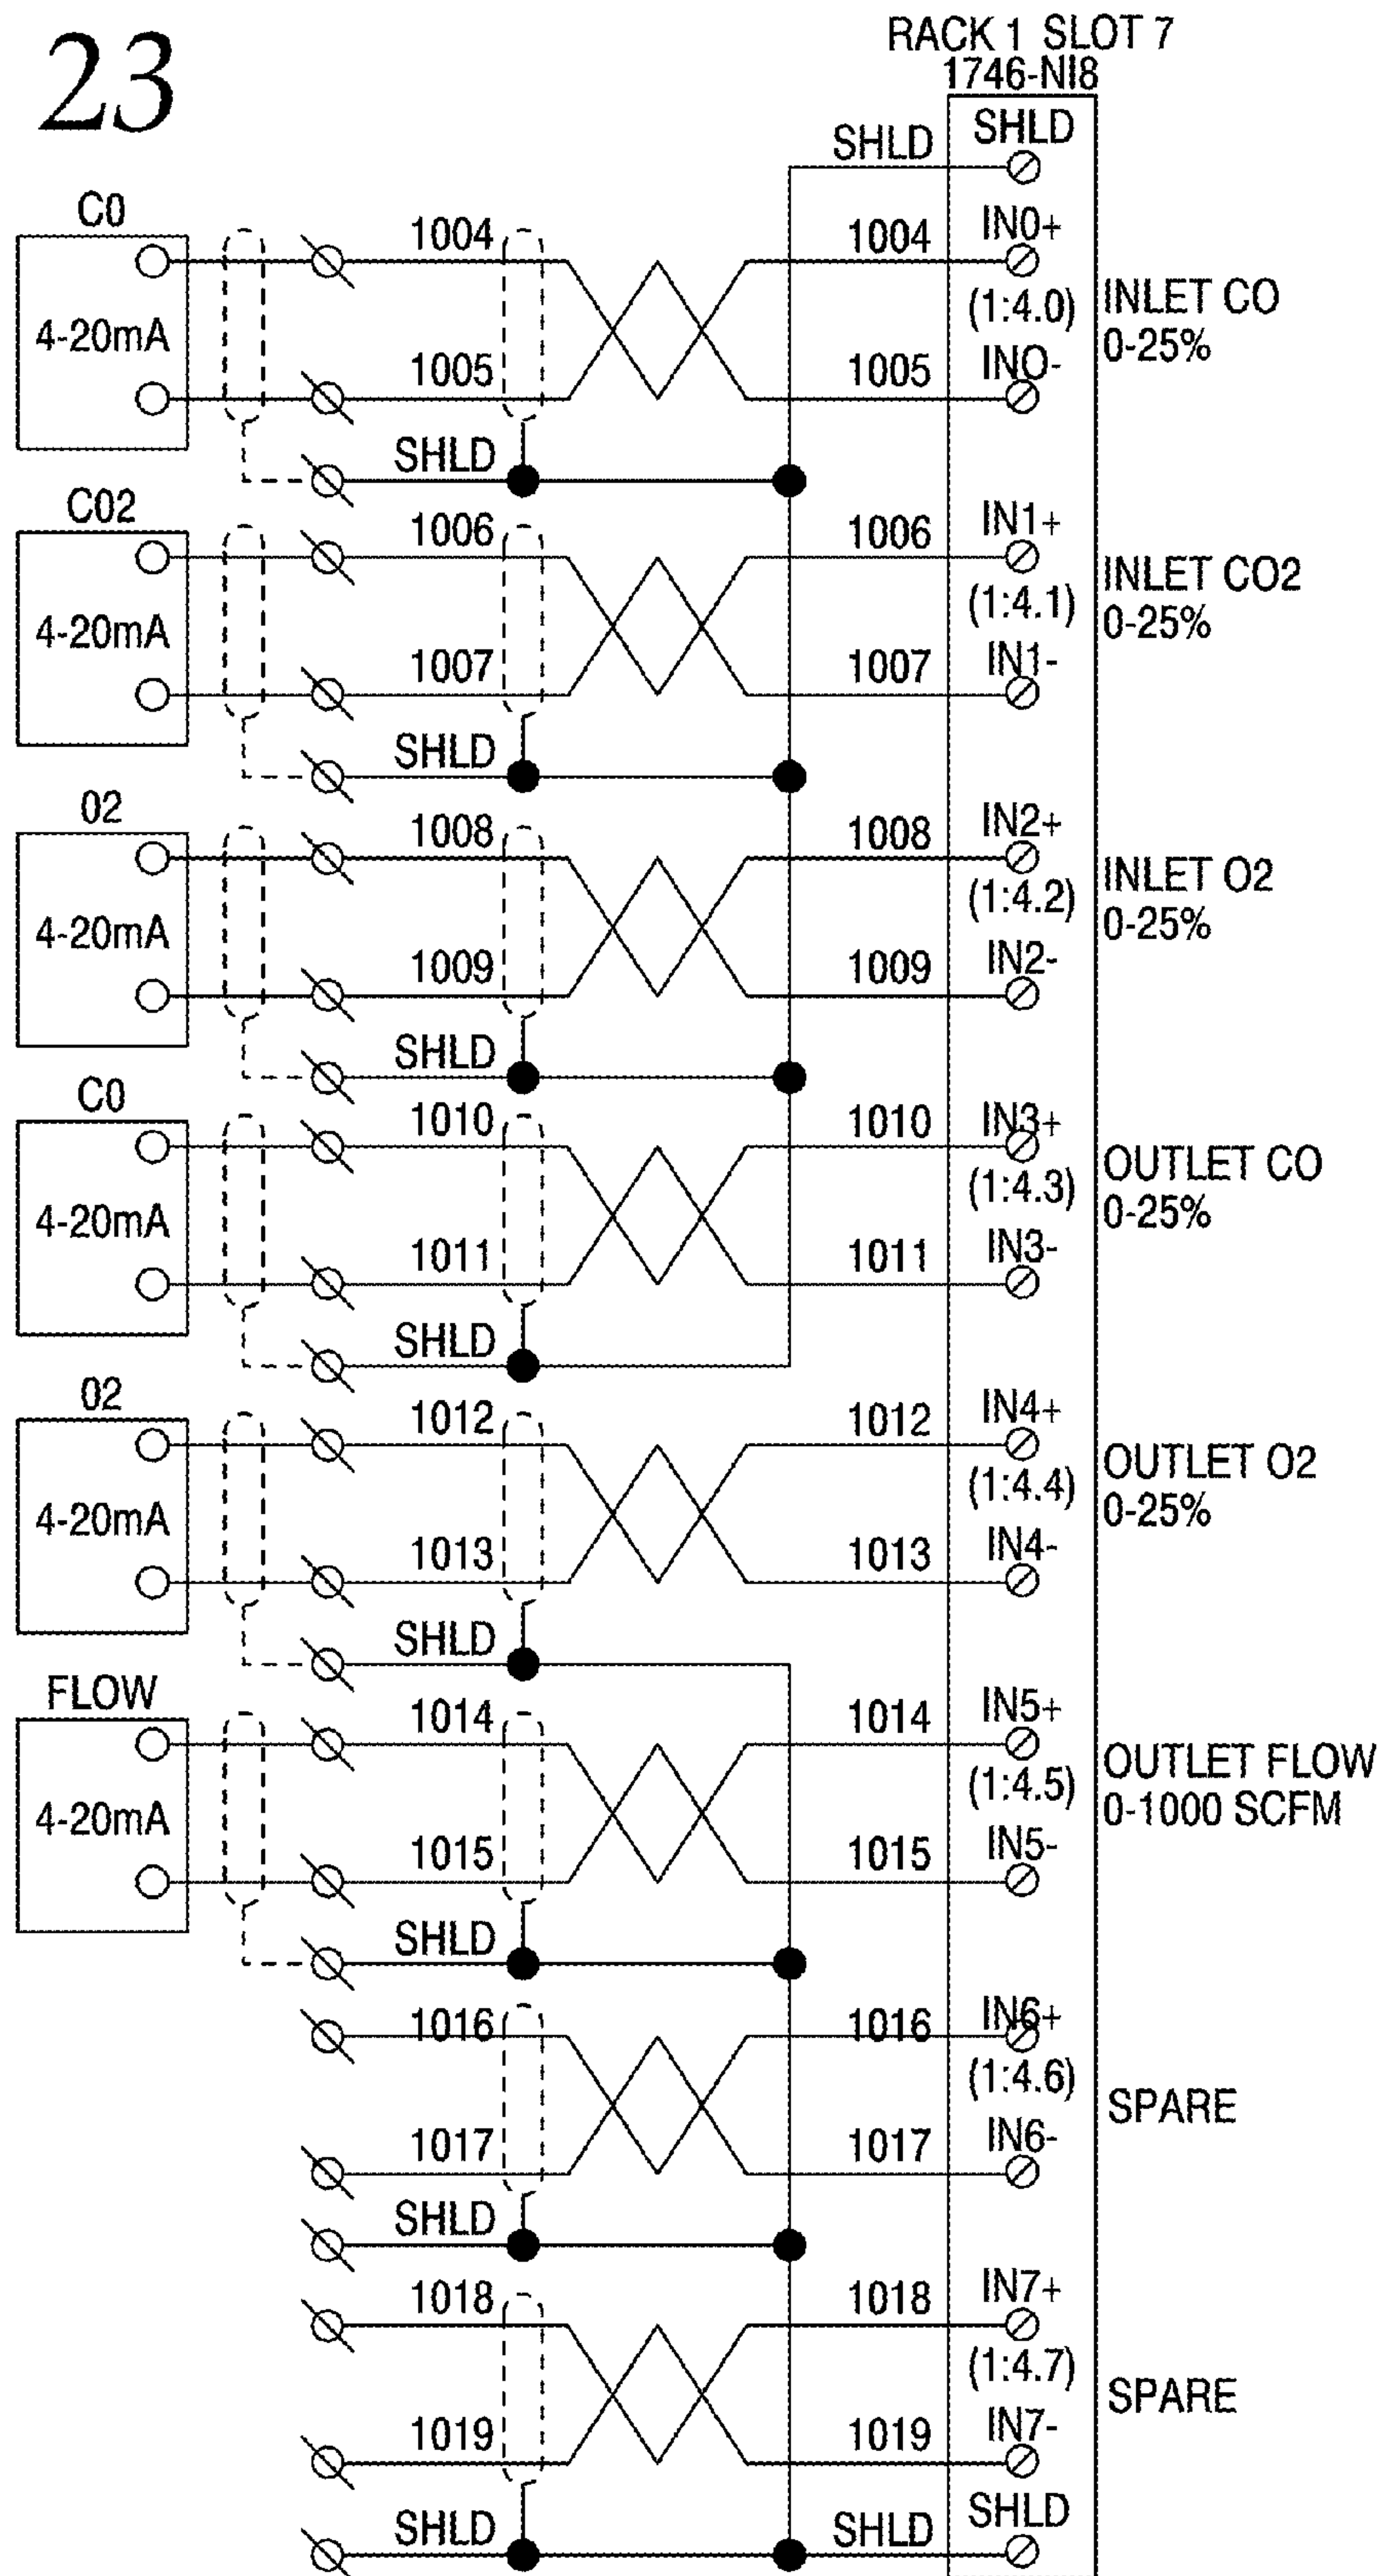 23
RACK 1 SLOT 7
1746-NI8
SHLD SHLD
C0
4-20mA
1004 1004 IN0+
(1:4.0)
INLET CO
0-25%
1005 1005 INO-
SHLD
C02
4-20mA
1006 1006 IN1+
(1:4.1)
INLET CO2
0-25%
1007 1007 IN1-
SHLD
02
4-20mA
1008 1008 IN2+
(1:4.2)
INLET O2
0-25%
1009 1009 IN2-
SHLD
C0
4-20mA
1010 1010 IN3+
(1:4.3)
OUTLET CO
0-25%
1011 1011 IN3-
SHLD
02
4-20mA
1012 1012 IN4+
(1:4.4)
OUTLET O2
0-25%
1013 1013 IN4-
SHLD
FLOW
4-20mA
1014 1014 IN5+
(1:4.5)
OUTLET FLOW
0-1000 SCFM
1015 1015 IN5-
SHLD
1016 1016 IN6+
(1:4.6)
SPARE
1017 1017 IN6-
SHLD
1018 1018 IN7+
(1:4.7)
SPARE
1019 1019 IN7-
SHLD SHLD SHLD